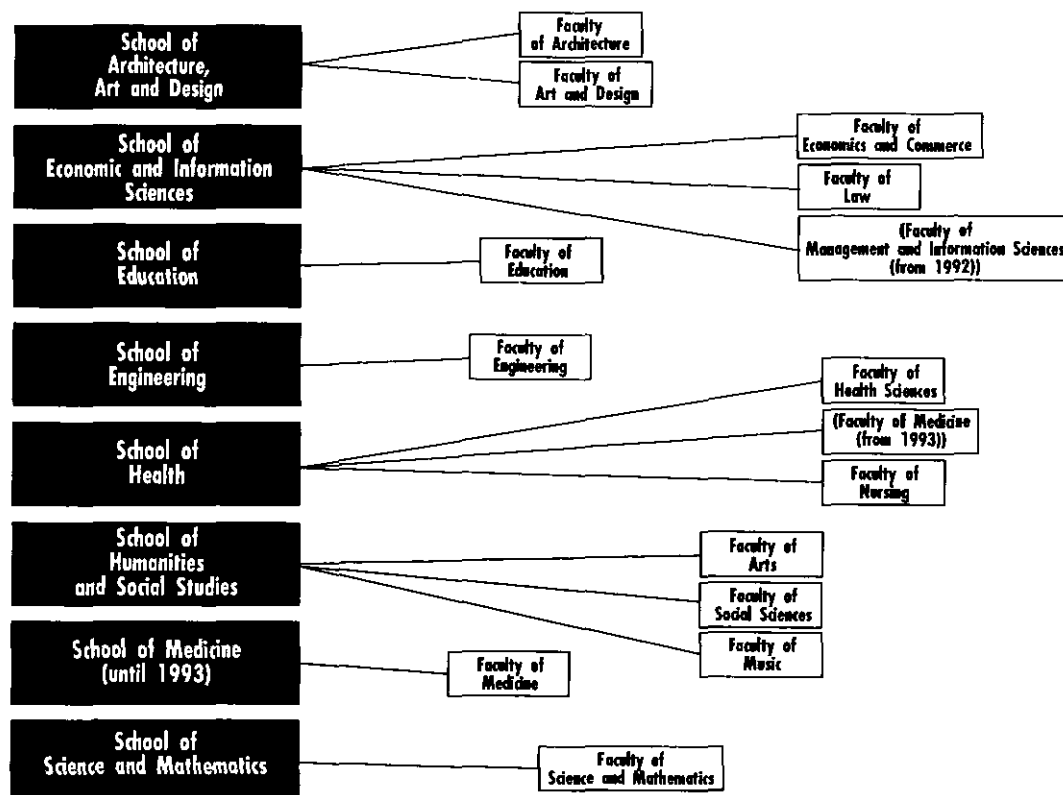 School of
Architecture,
Art and Design
Faculty
of Architecture
Faculty of
Art and Design
School of
Economic and Information
Sciences
Faculty of
Economics and Commerce
Faculty of
Law
(Faculty of
Management and Information Sciences
(from 1992))
School of
Education
Faculty of
Education
School of
Engineering
Faculty of
Engineering
School of
Health
Faculty of
Health Sciences
(Faculty of Medicine
(from 1993))
Faculty of
Nursing
School of
Humanities
and Social Studies
Faculty of
Arts
Faculty of
Social Sciences
Faculty of
Music
School of Medicine
(until 1993)
Faculty of
Medicine
School of
Science and Mathematics
Faculty of
Science and Mathematics